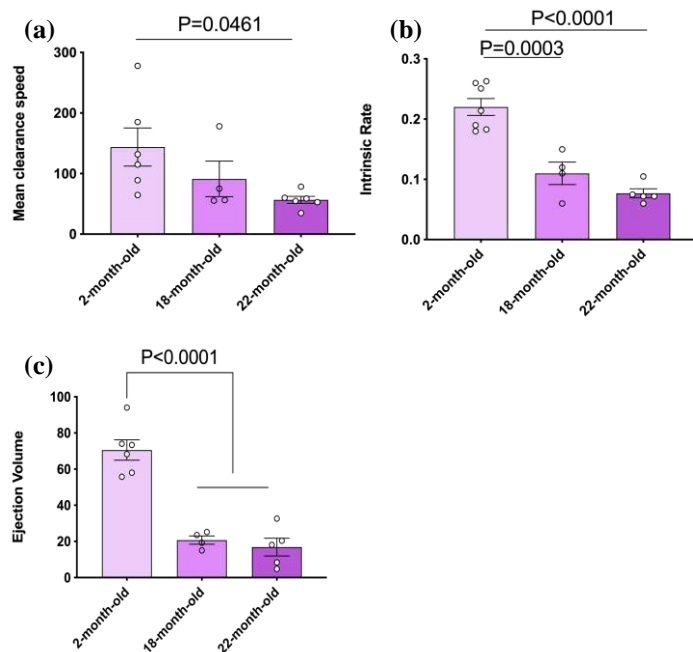 (a)
P=0.0461
Mean clearance speed
300
200
100
0
2-month-old
18-month-old
22-month-old
(b)
P<0.0001
P=0.0003
Intrinsic Rate
0.3
0.2
0.1
0.0
2-month-old
18-month-old
22-month-old
(c)
P<0.0001
Ejection Volume
100
80
60
40
20
0
2-month-old
18-month-old
22-month-old